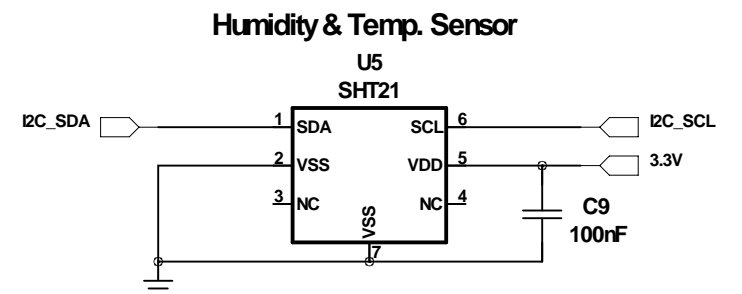 Humidity & Temp. Sensor
U5
SHT21
I2C_SDA 1 SDA SCL 6 I2C_SCL
2 VSS VDD 5 3.3V
3 NC NC 4
C9
100nF
VSS
7